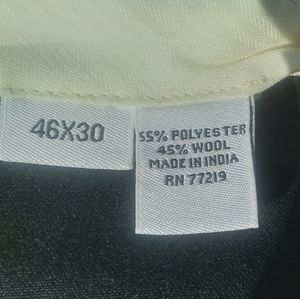 46X30
55% POLYESTER
45% WOOL
MADE IN INDIA
RN 77219